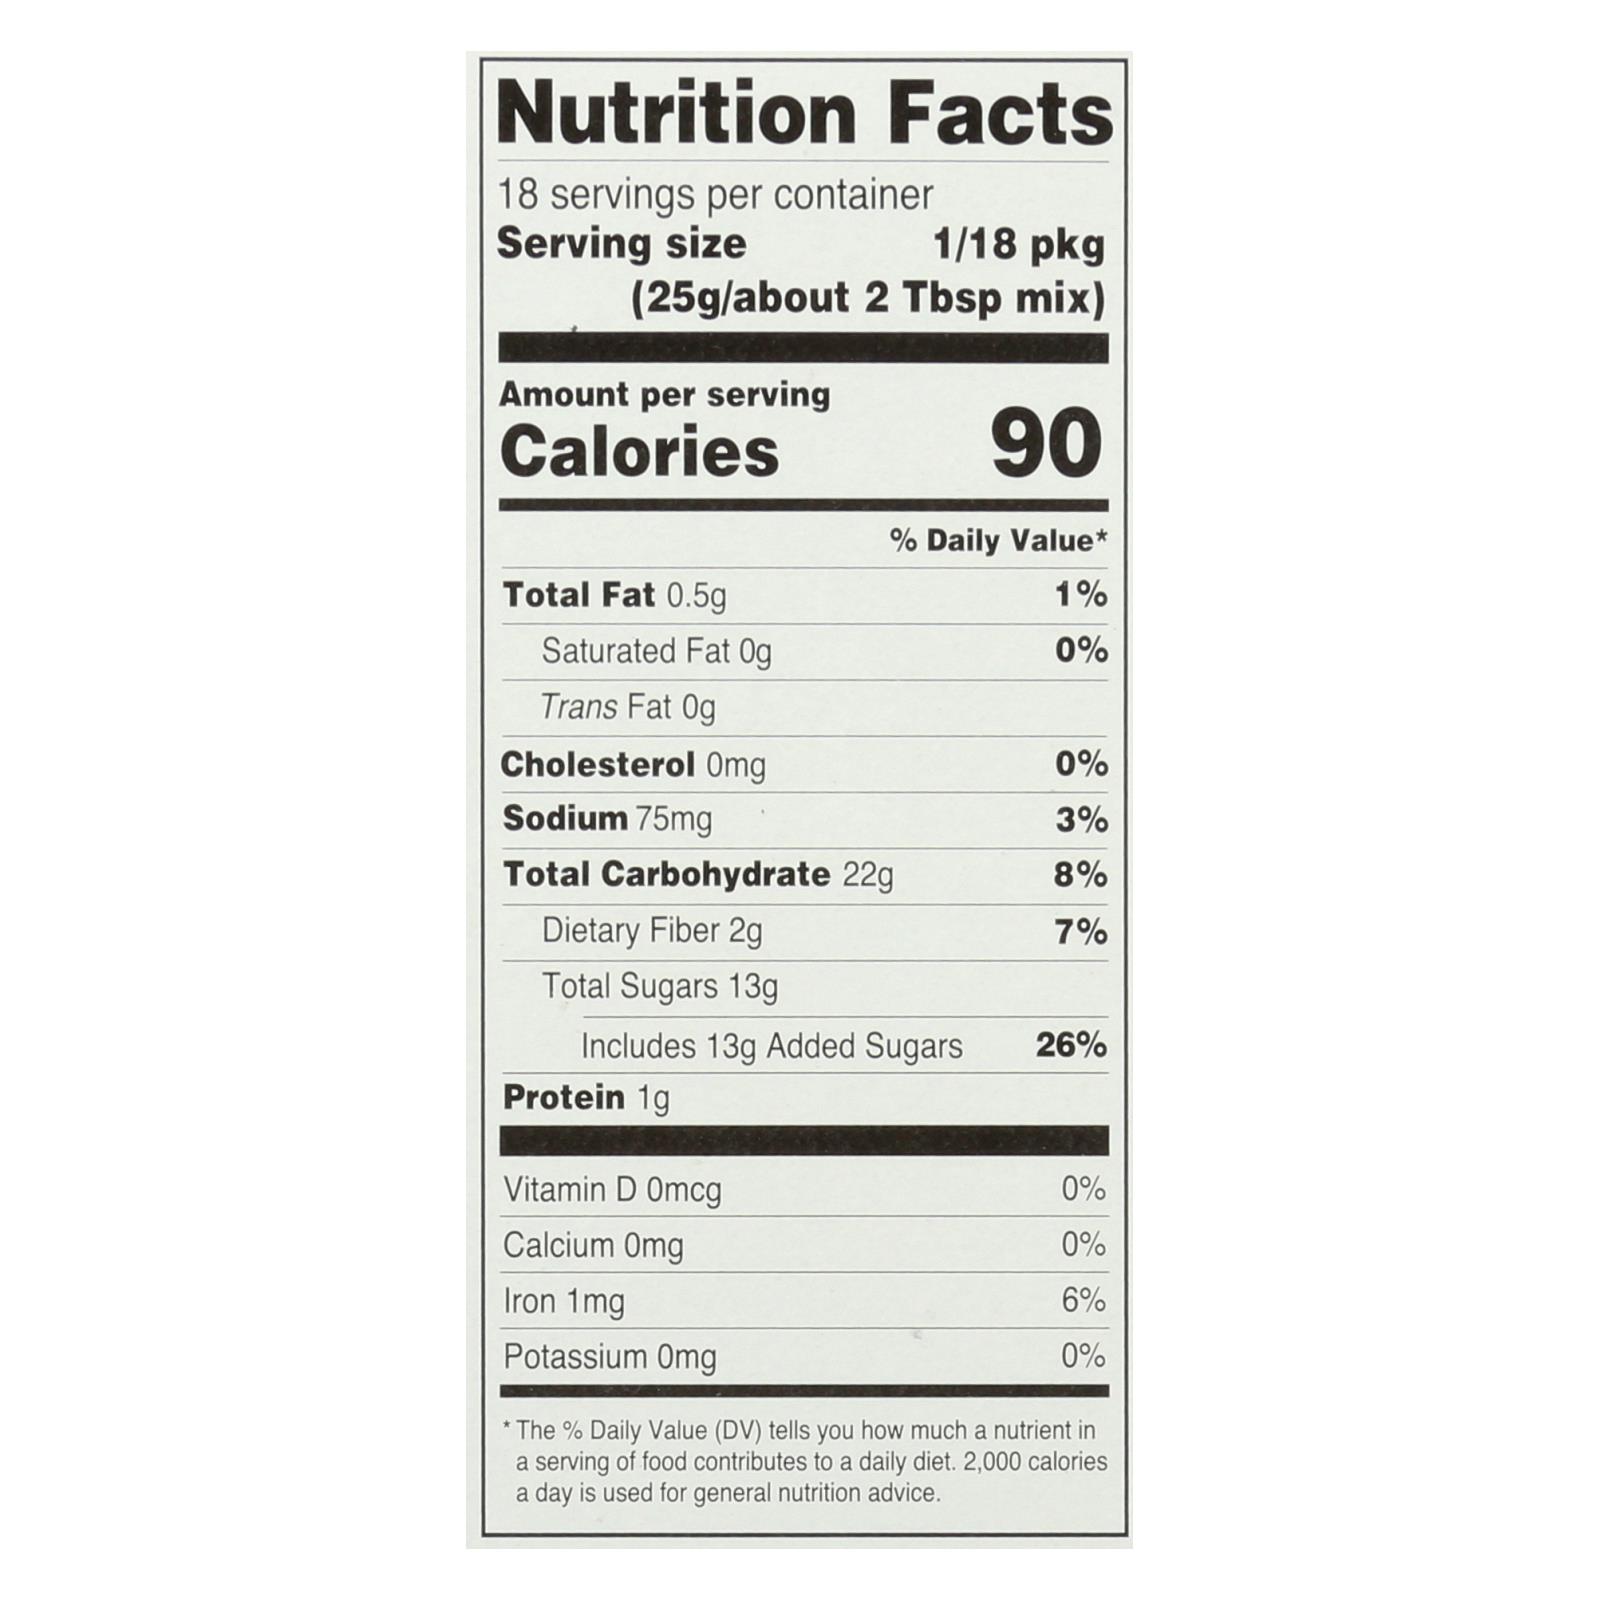 Nutrition Facts
18 servings per container
Serving size 1/18 pkg
(25g/about 2 Tbsp mix)
Amount per serving
Calories 90
% Daily Value*
Total Fat 0.5g 1%
Saturated Fat 0g 0%
Trans Fat 0g
Cholesterol 0mg 0%
Sodium 75mg 3%
Total Carbohydrate 22g 8%
Dietary Fiber 2g 7%
Total Sugars 13g
Includes 13g Added Sugars 26%
Protein 1g
Vitamin D 0mcg 0%
Calcium 0mg 0%
Iron 1mg 6%
Potassium 0mg 0%
* The % Daily Value (DV) tells you how much a nutrient in
a serving of food contributes to a daily diet. 2,000 calories
a day is used for general nutrition advice.